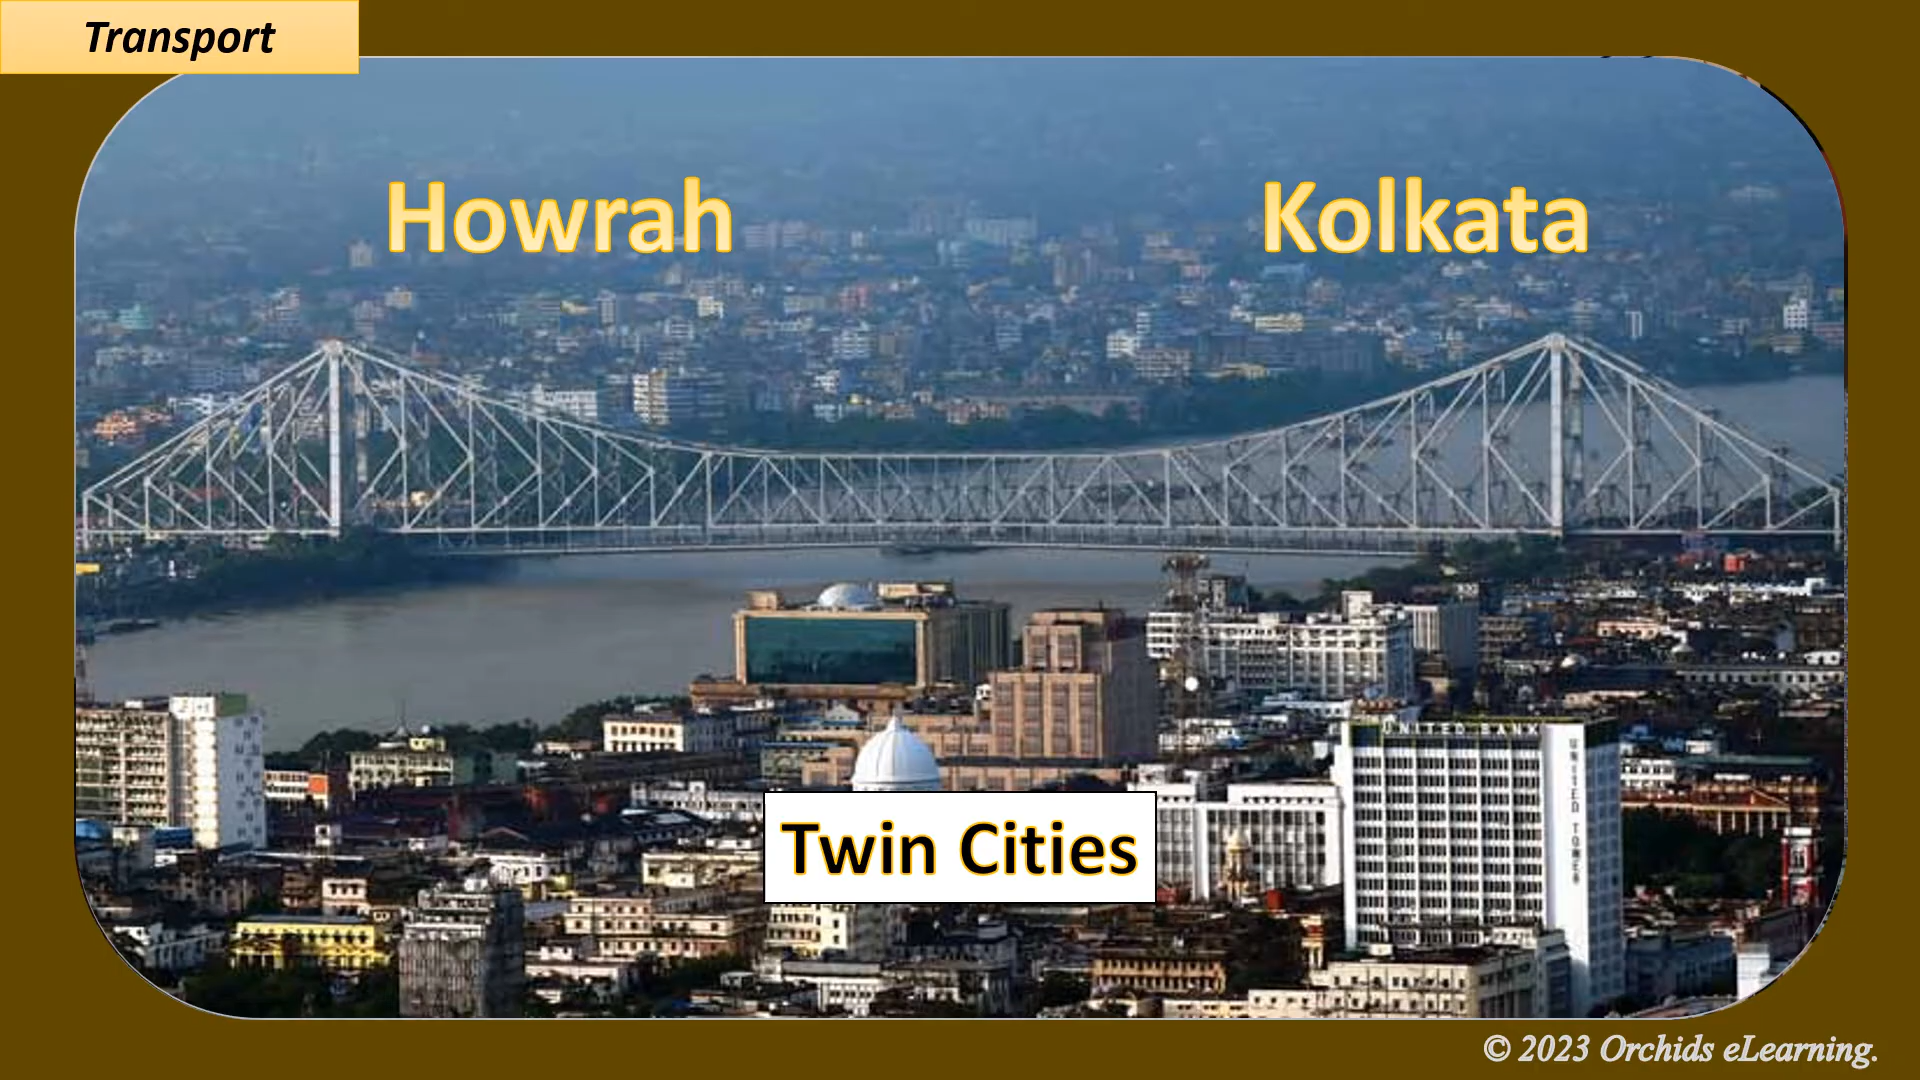 Transport
Howrah
Kolkata
UNITED BANK
UNITED TOWER
Twin Cities
© 2023 Orchids eLearning.